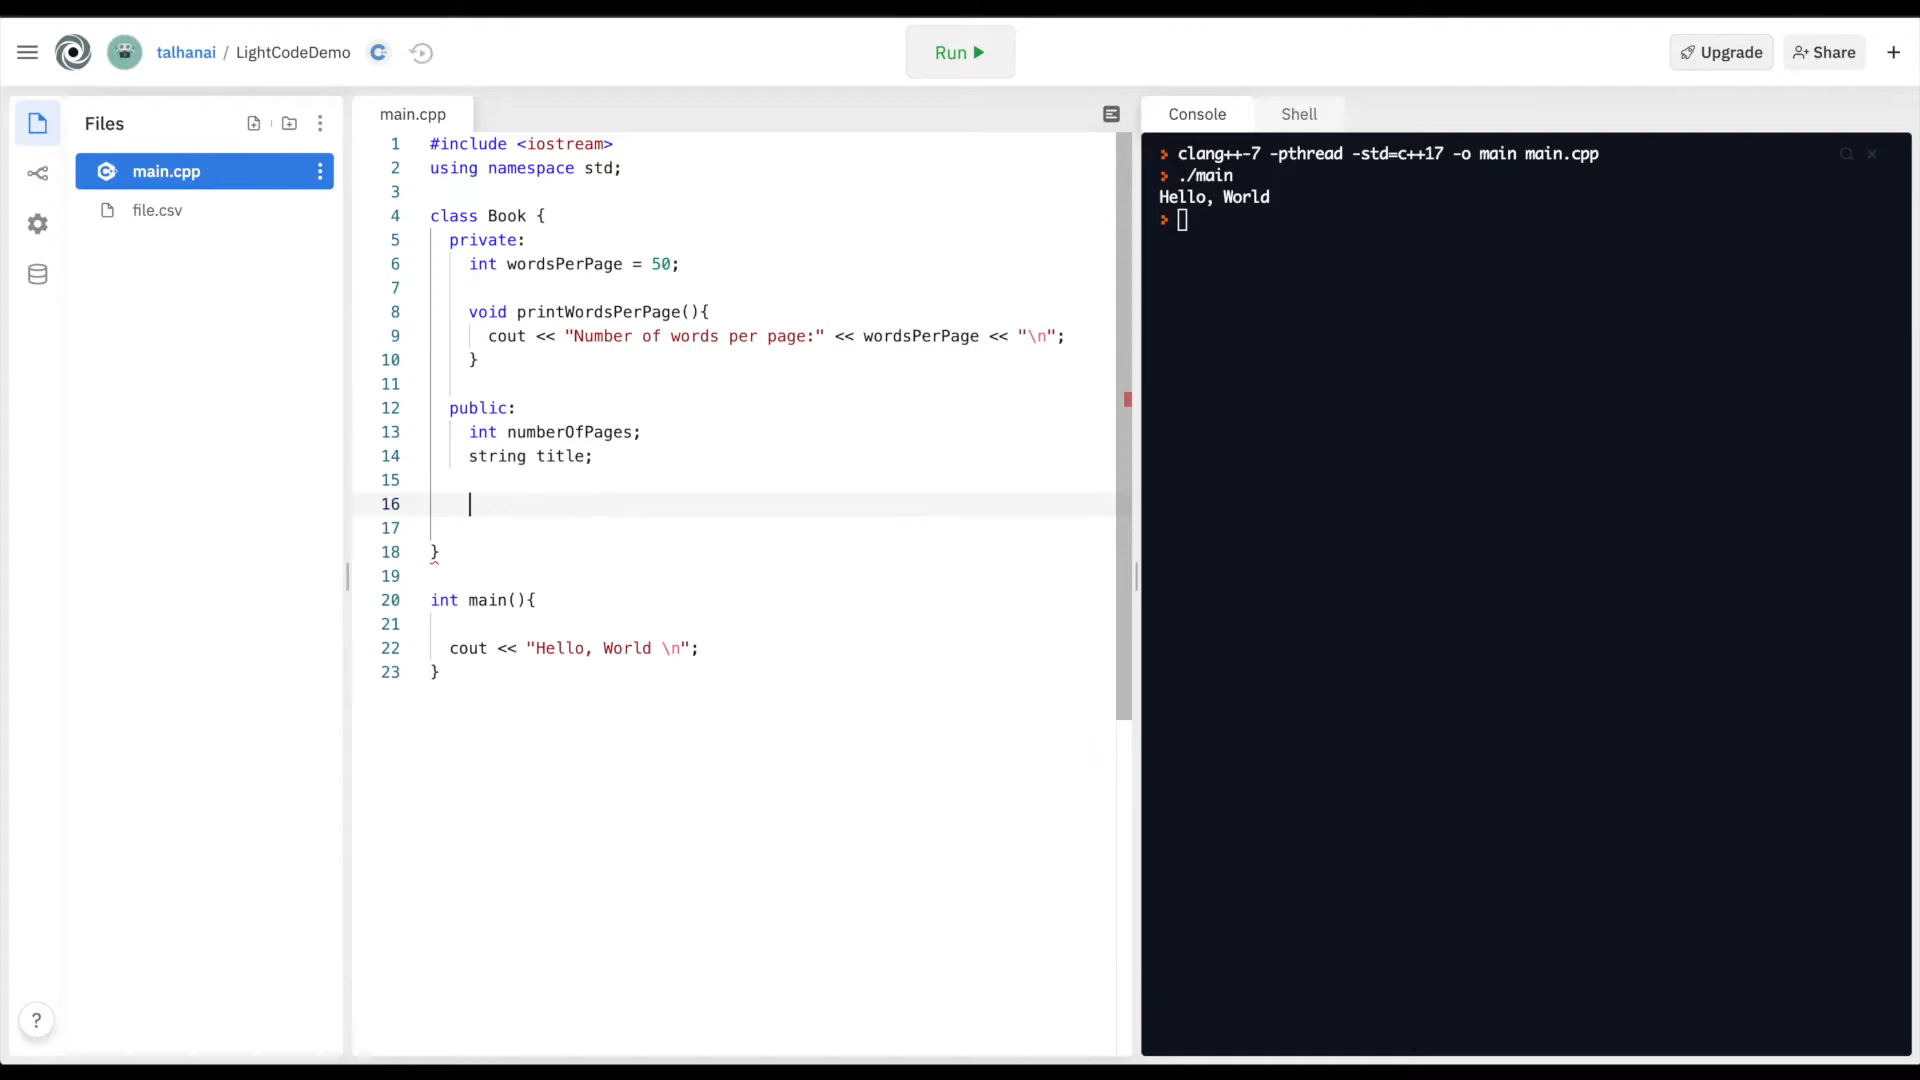 talhanai / LightCodeDemo
Run
Upgrade
Share
Files
main.cpp
file.csv
main.cpp
1 #include <iostream>
2 using namespace std;
3
4 class Book {
5 private:
6 int wordsPerPage = 50;
7
8 void printWordsPerPage(){
9 cout << "Number of words per page:" << wordsPerPage << "\n";
10 }
11
12 public:
13 int numberOfPages;
14 string title;
15
16
17
18 }
19
20 int main(){
21
22 cout << "Hello, World \n";
23 }
Console
Shell
clang++-7 -pthread -std=c++17 -o main main.cpp
./main
Hello, World
?